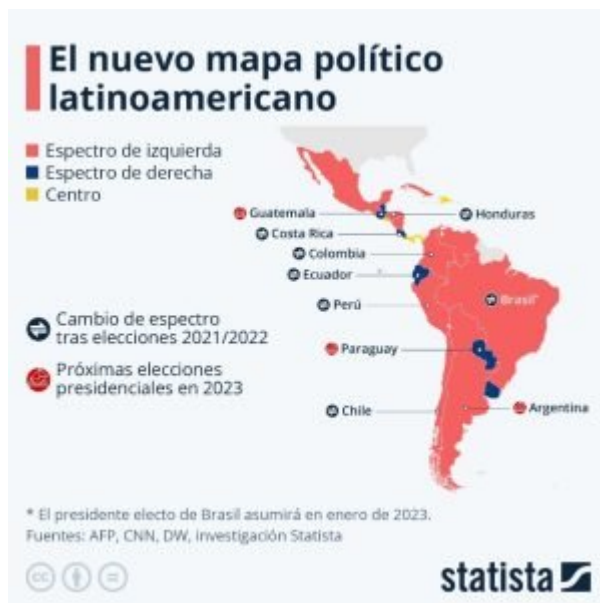 El nuevo mapa político
latinoamericano
Espectro de izquierda
Espectro de derecha
Centro
Guatemala
Honduras
Costa Rica
Colombia
Ecuador
Brasil*
Perú
Cambio de espectro
tras elecciones 2021/2022
Paraguay
Próximas elecciones
presidenciales en 2023
Chile
Argentina
* El presidente electo de Brasil asumirá en enero de 2023.
Fuentes: AFP, CNN, DW, investigación Statista
cc
statista